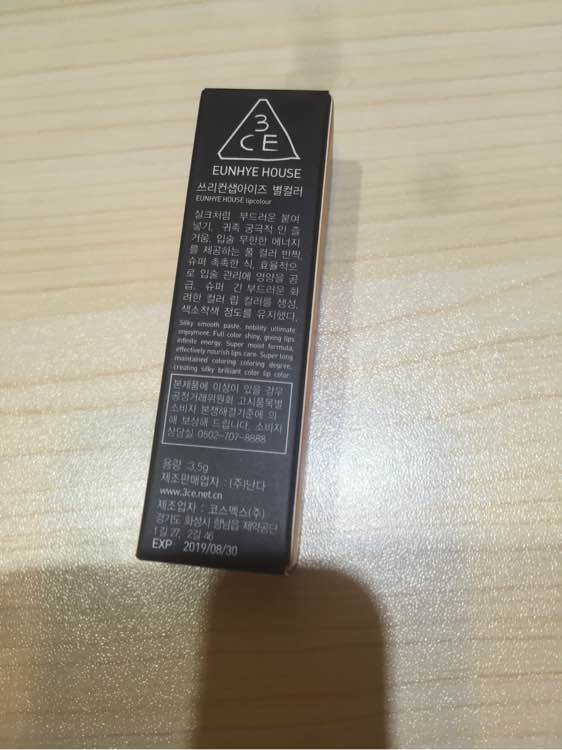 3
CE
EUNHYE HOUSE
쓰리컨셉아이즈 별컬러
EUNHYE HOUSE lipcolour
실크처럼 부드러운 붙여
넣기, 귀족 궁극적 인 즐
거움. 입술 무한한 에너지
를 제공하는 풀 컬러 반짝.
슈퍼 촉촉한 식, 효율적으
로 입술 관리에 영양을 공
급. 슈퍼 긴 부드러운 화
려한 컬러 립 컬러를 생성,
색소착색 정도를 유지했다.
Silky smooth paste, nobility ultimate
enjoyment. Full color shiny, giving lips
infinite energy. Super moist formula,
effectively nourish lips care. Super long
maintained coloring coloring degree,
creating silky brilliant color lip color.
본제품에 이상이 있을 경우
공정거래위원회 고시품목별
소비자 본쟁해결기준에 의
해 보상해 드립니다. 소비자
상담실 0502-707-8888
용량 :3.5g
제조판매업자 : (주)난다
www.3ce.net.cn
제조업자 : 코스멕스(주)
경기도 화성시 향남읍 제약공단
1길 27, 2길 46
EXP 2019/08/30